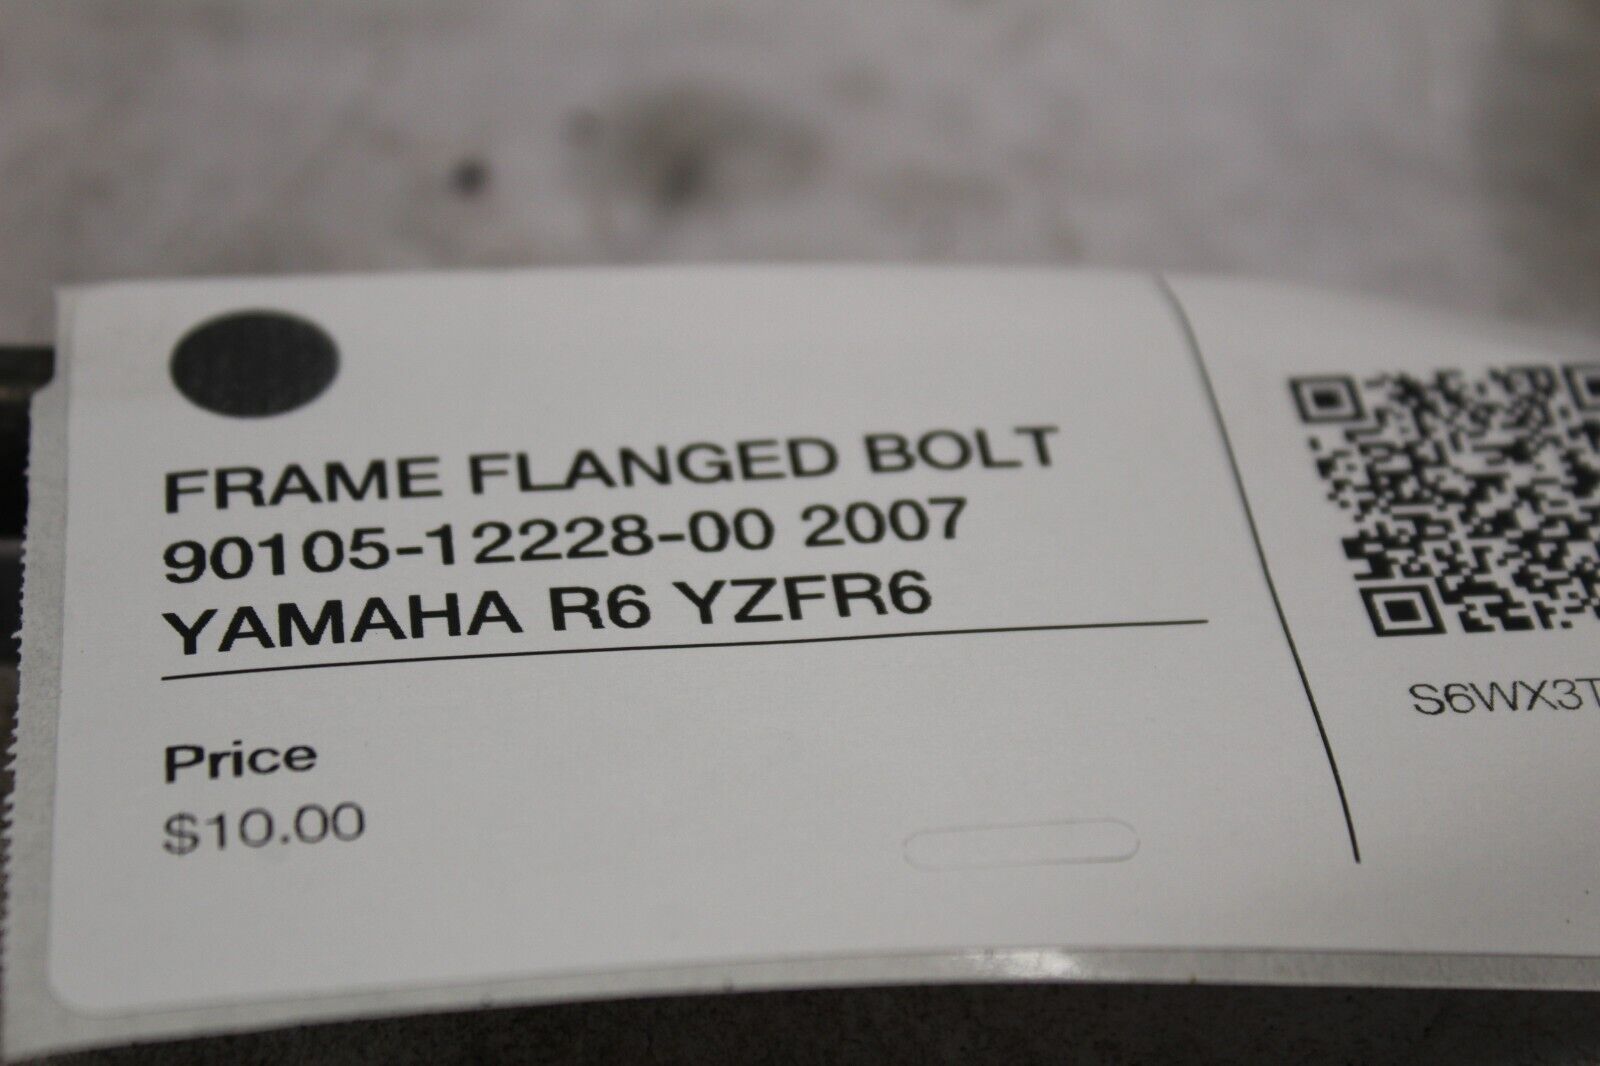 FRAME FLANGED BOLT
90105-12228-00 2007
YAMAHA R6 YZFR6
Price
$10.00
S6WX3T